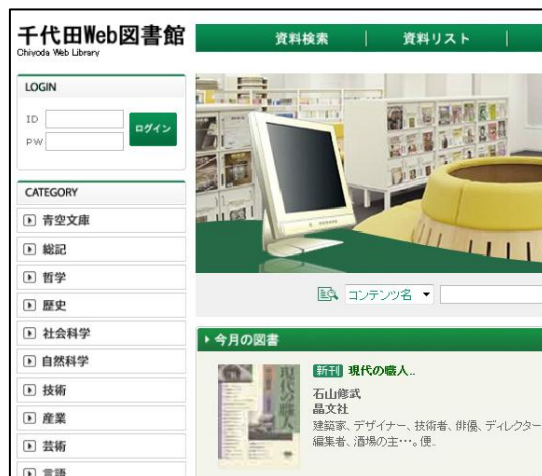 千代田Web図書館
Chiyoda Web Library
資料検索
資料リスト
LOGIN
ID
PW
ログイン
CATEGORY
青空文庫
総記
哲学
歴史
社会科学
自然科学
技術
産業
芸術
言語
コンテンツ名
今月の図書
現代の職人
新刊 現代の職人..
石山修武
晶文社
建築家、デザイナー、技術者、俳優、ディレクター
編集者、酒場の主…。便..